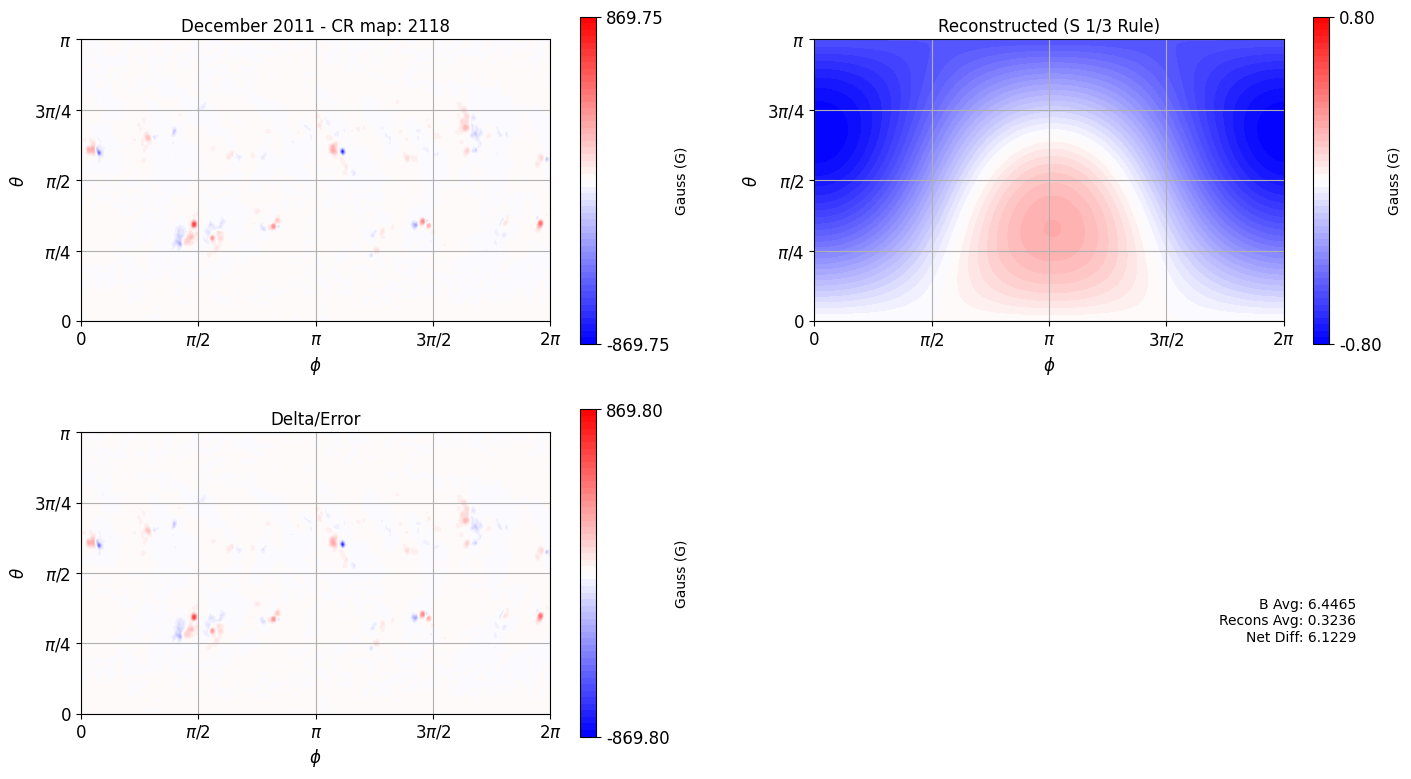 December 2011 - CR map: 2118
π
3π/4
π/2
π/4
0
θ
0
π/2
π
3π/2
2π
ϕ
869.75
-869.75
Gauss (G)
Reconstructed (S 1/3 Rule)
π
3π/4
π/2
π/4
0
θ
0
π/2
π
3π/2
2π
ϕ
0.80
-0.80
Gauss (G)
Delta/Error
π
3π/4
π/2
π/4
0
θ
0
π/2
π
3π/2
2π
ϕ
869.80
-869.80
Gauss (G)
B Avg: 6.4465
Recons Avg: 0.3236
Net Diff: 6.1229